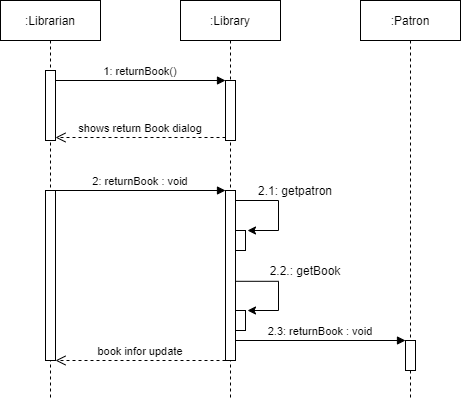 :Librarian
:Library
:Patron
1: returnBook()
shows return Book dialog
2: returnBook : void
2.1: getpatron
2.2.: getBook
2.3: returnBook : void
book infor update